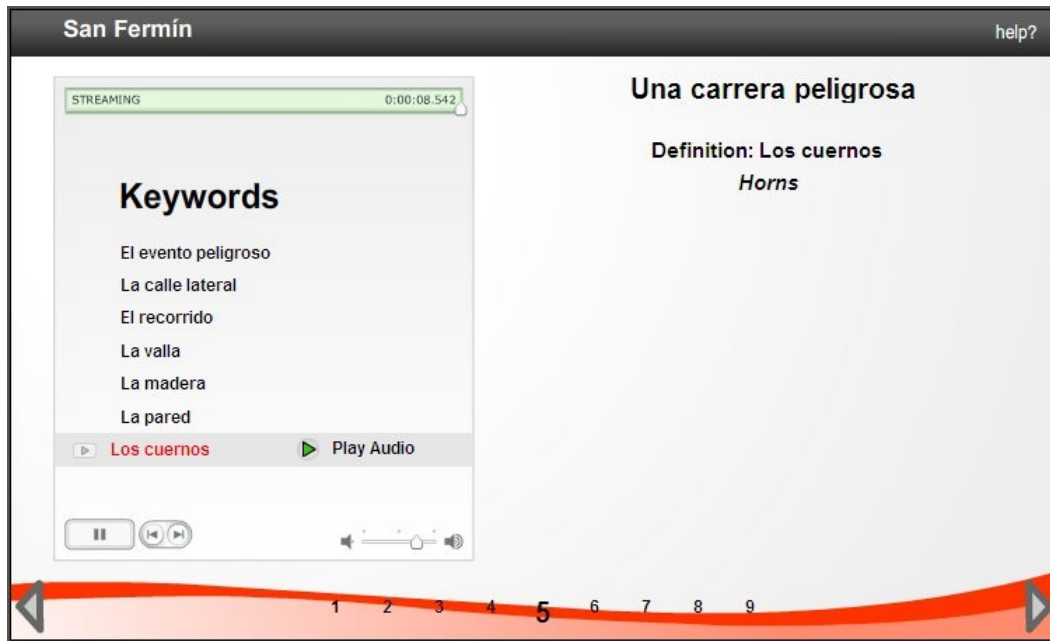 San Fermín
help?
STREAMING 0:00:08.542
Keywords
El evento peligroso
La calle lateral
El recorrido
La valla
La madera
La pared
Los cuernos Play Audio
Una carrera peligrosa
Definition: Los cuernos
Horns
1 2 3 4 5 6 7 8 9